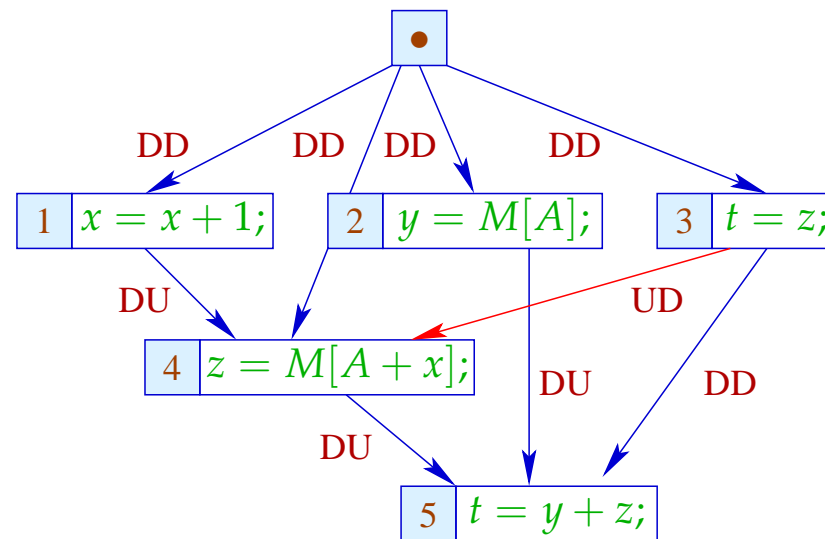 •
DD DD DD DD
1 x = x + 1; 2 y = M[A]; 3 t = z;
DU UD
4 z = M[A + x]; DU DD
DU
5 t = y + z;